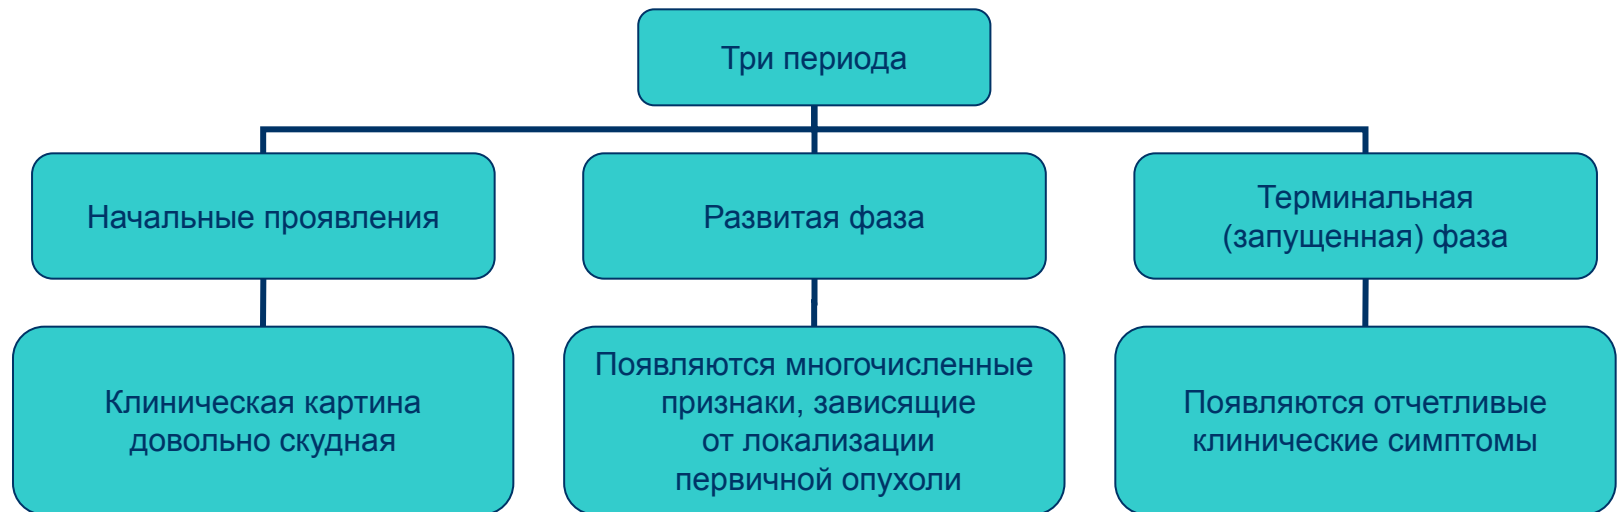 Три периода
Начальные проявления
Развитая фаза
Терминальная
(запущенная) фаза
Клиническая картина
довольно скудная
Появляются многочисленные
признаки, зависящие
от локализации
первичной опухоли
Появляются отчетливые
клинические симптомы